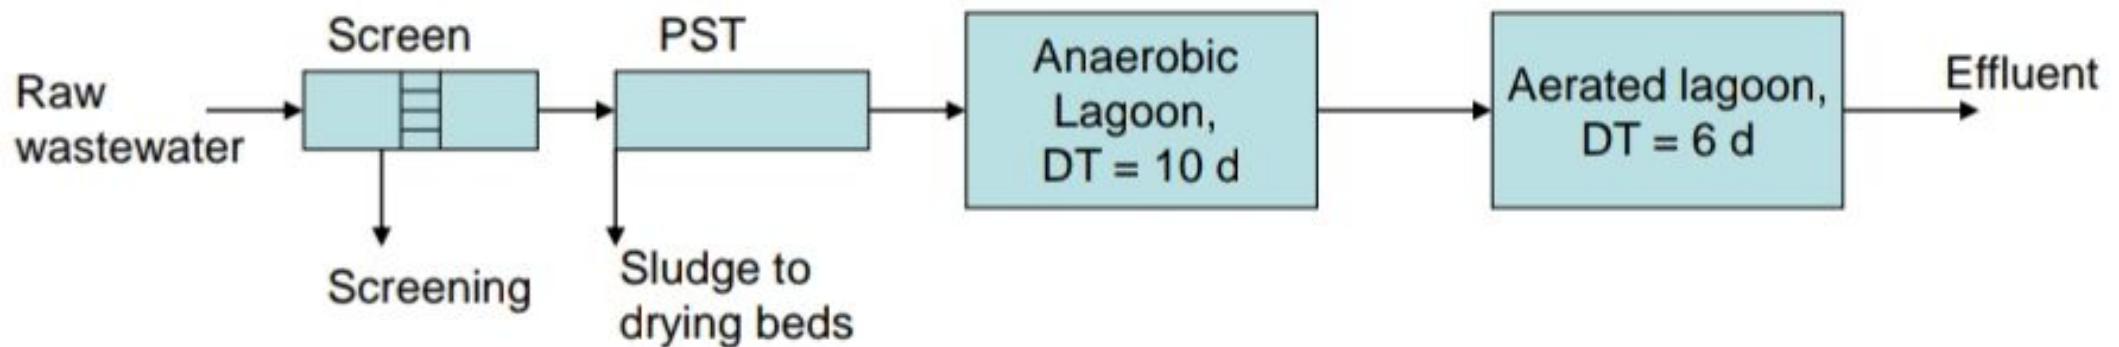 Screen
PST
Raw
wastewater
Anaerobic
Lagoon,
DT = 10 d
Aerated lagoon,
DT = 6 d
Effluent
Screening
Sludge to
drying beds